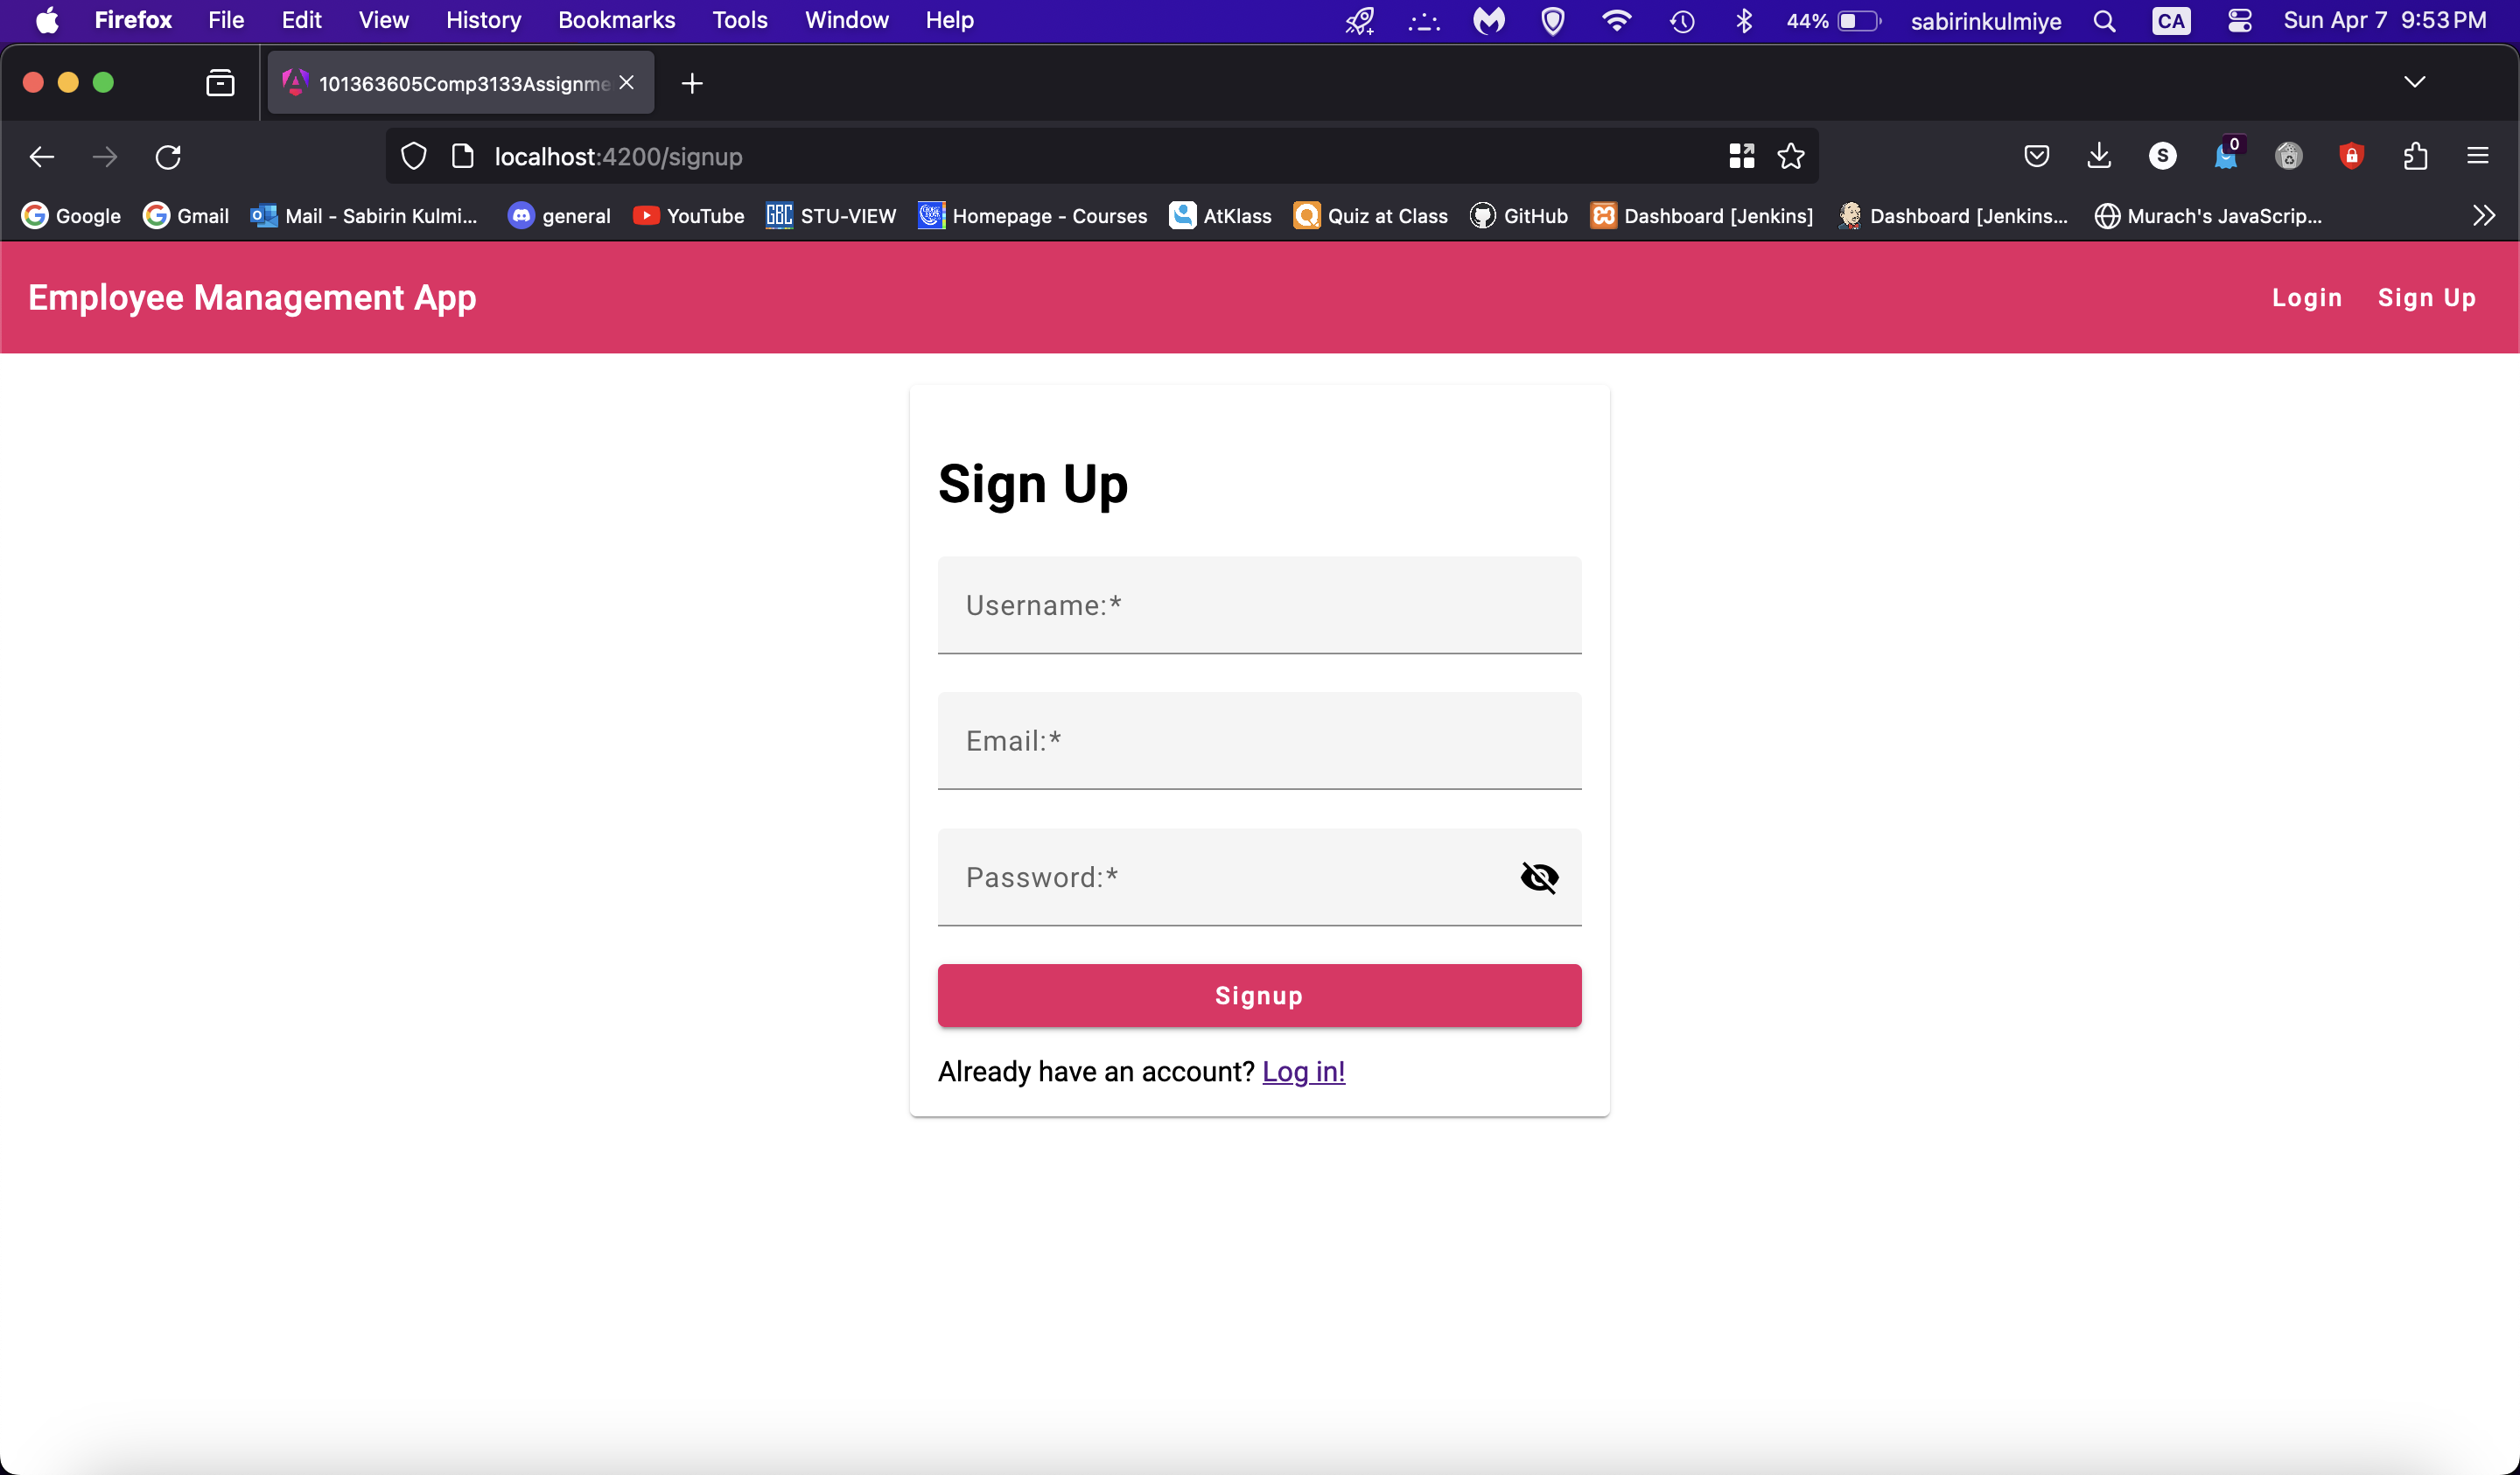 Firefox File Edit View History Bookmarks Tools Window Help 44% sabirinkulmiye CA Sun Apr 7 9:53 PM
101363605Comp3133Assignme
localhost:4200/signup S 0
Google Gmail Mail - Sabirin Kulmi... general YouTube GBC STU-VIEW Homepage - Courses AtKlass Quiz at Class GitHub Dashboard [Jenkins] Dashboard [Jenkins... Murach's JavaScrip...
Employee Management App Login Sign Up
Sign Up
Username:*
Email:*
Password:*
Signup
Already have an account? Log in!